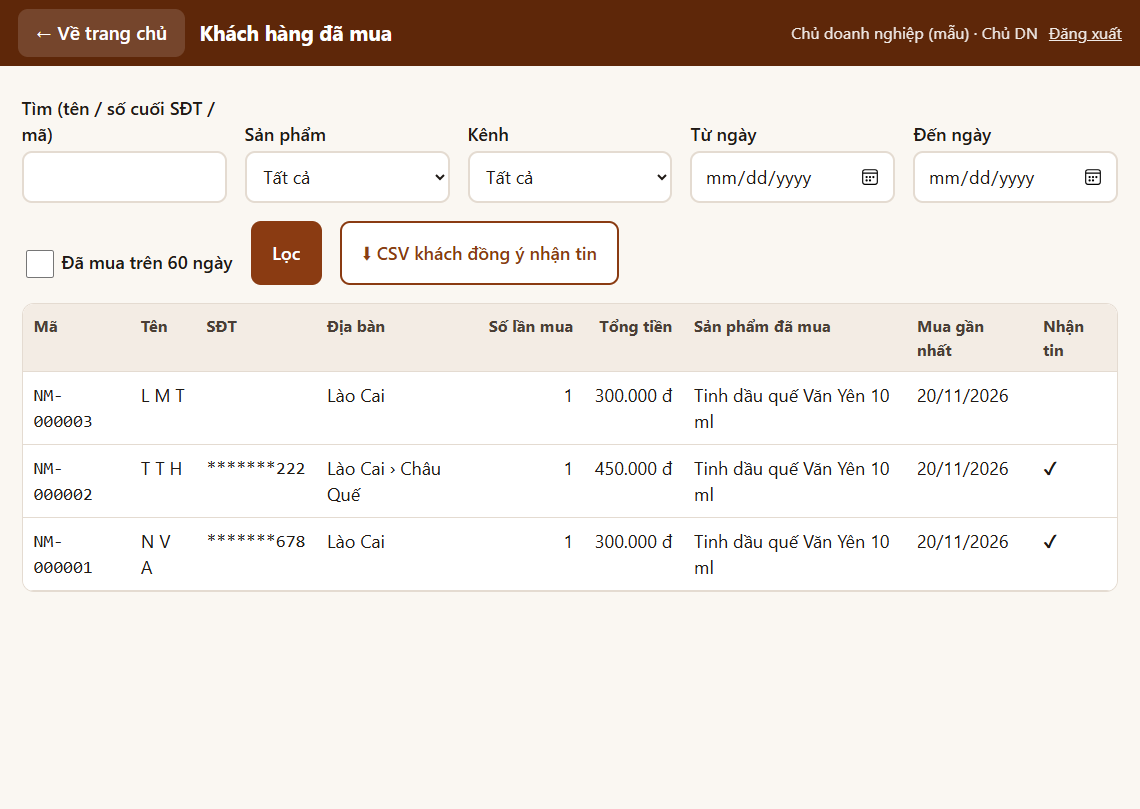 ← Về trang chủ Khách hàng đã mua Chủ doanh nghiệp (mẫu) · Chủ DN Đăng xuất
Tìm (tên / số cuối SĐT /
mã) Sản phẩm Kênh Từ ngày Đến ngày
Tất cả Tất cả mm/dd/yyyy mm/dd/yyyy
Đã mua trên 60 ngày Lọc ⬇ CSV khách đồng ý nhận tin
Mã Tên SĐT Địa bàn Số lần mua Tổng tiền Sản phẩm đã mua Mua gần Nhận
nhất tin
NM- L M T Lào Cai 1 300.000 đ Tinh dầu quế Văn Yên 10 20/11/2026
000003 ml
NM- T T H *******222 Lào Cai › Châu 1 450.000 đ Tinh dầu quế Văn Yên 10 20/11/2026 ✓
000002 Quế ml
NM- N V *******678 Lào Cai 1 300.000 đ Tinh dầu quế Văn Yên 10 20/11/2026 ✓
000001 A ml